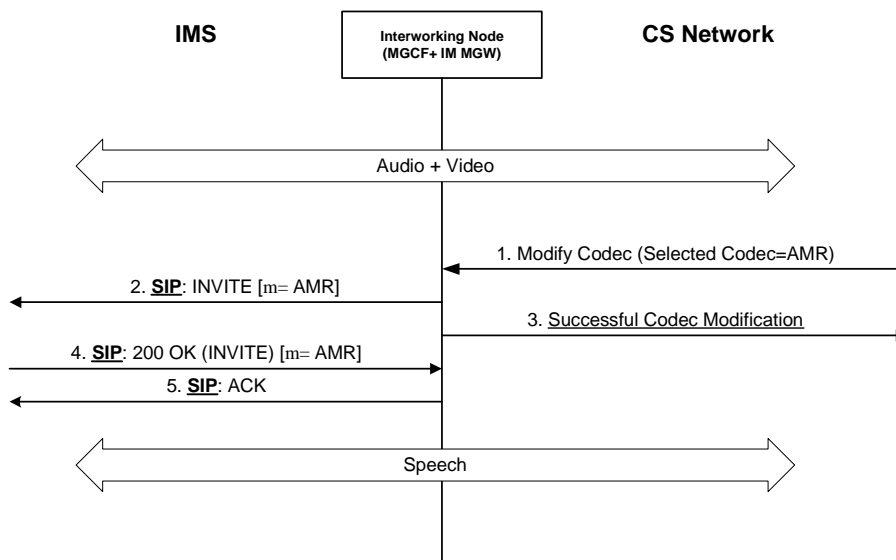 IMS
Interworking Node
(MGCF+ IM MGW)
CS Network
Audio + Video
1. Modify Codec (Selected Codec=AMR)
2. SIP: INVITE [m= AMR]
3. Successful Codec Modification
4. SIP: 200 OK (INVITE) [m= AMR]
5. SIP: ACK
Speech